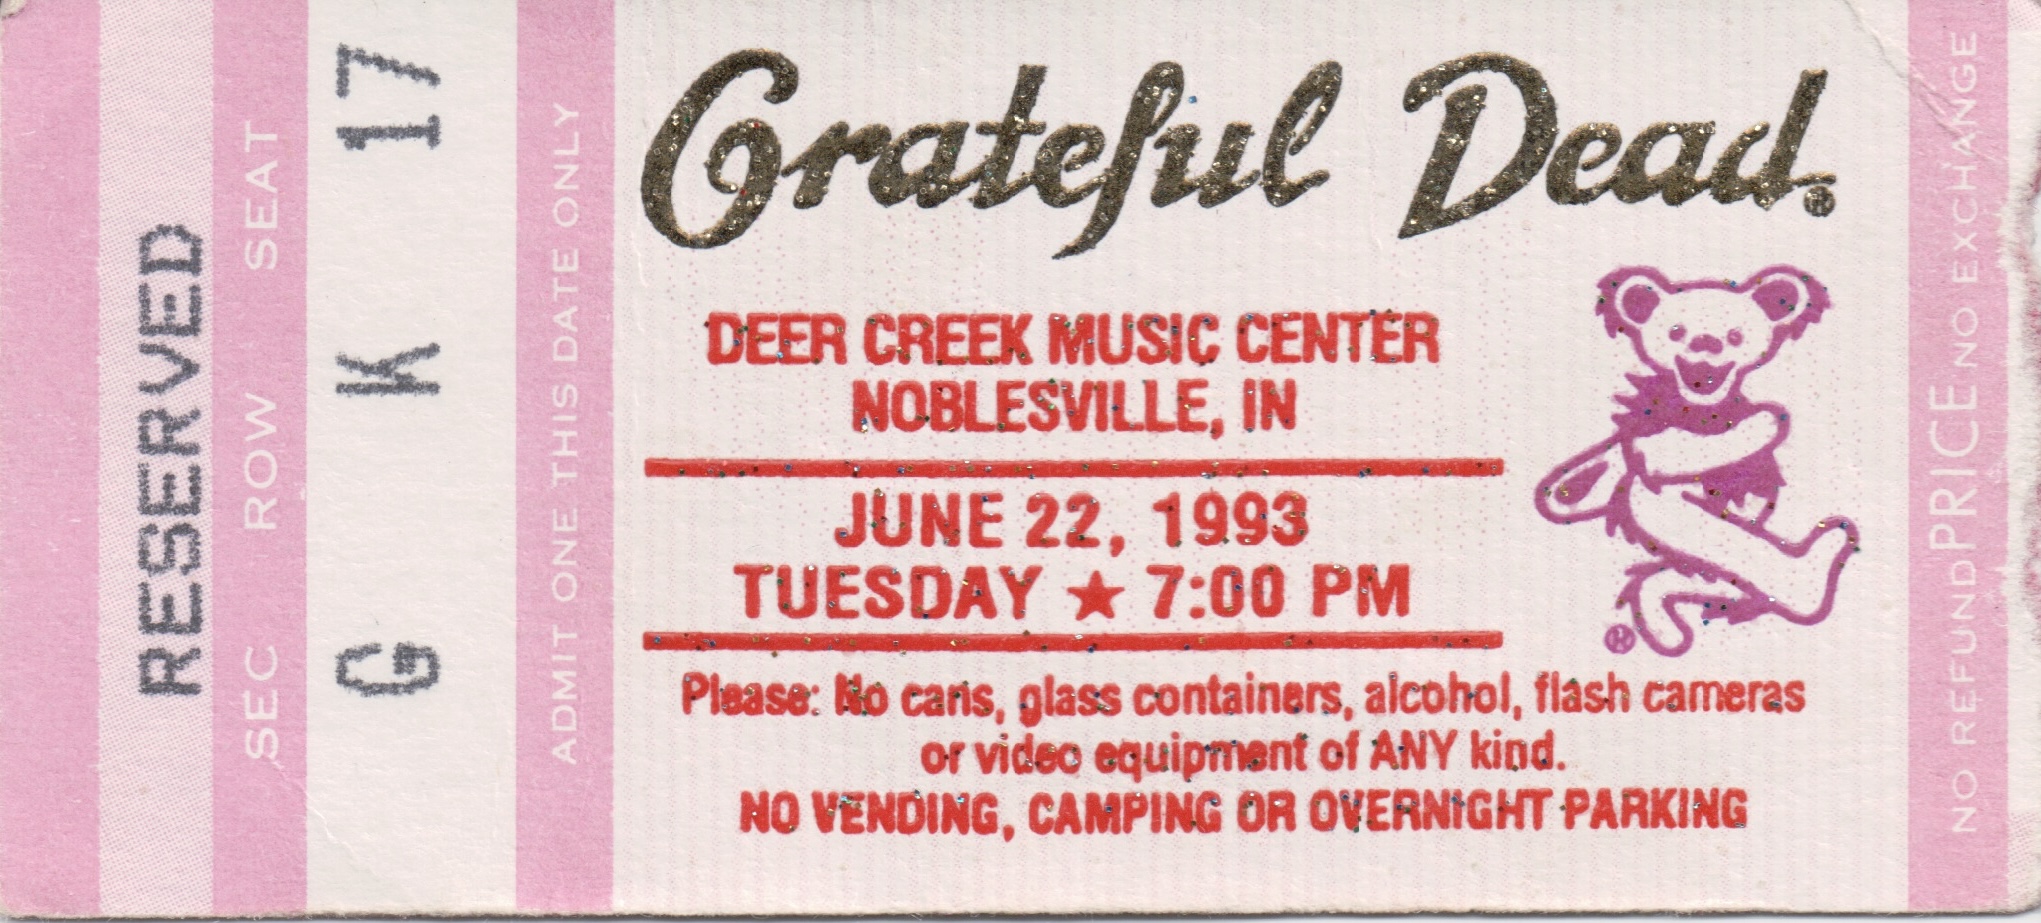 RESERVED
SEC ROW SEAT
G K 17
ADMIT ONE THIS DATE ONLY
Grateful Dead®
DEER CREEK MUSIC CENTER
NOBLESVILLE, IN
JUNE 22, 1993
TUESDAY ★ 7:00 PM
Please: No cans, glass containers, alcohol, flash cameras
or video equipment of ANY kind.
NO VENDING, CAMPING OR OVERNIGHT PARKING
®
NO REFUND PRICE NO EXCHANGE